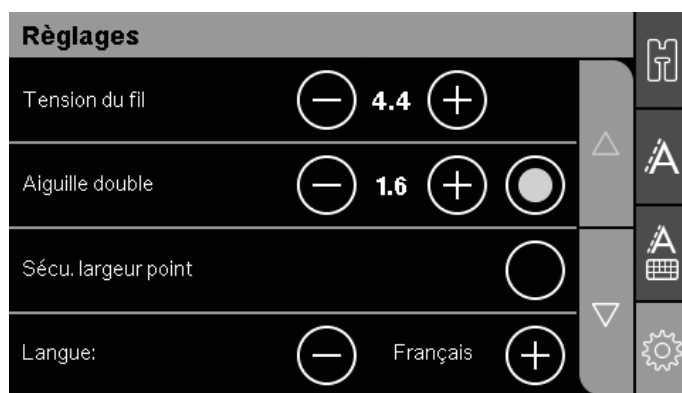 Règlages
Tension du fil 4.4
Aiguille double 1.6
Sécu. largeur point
Langue: Français